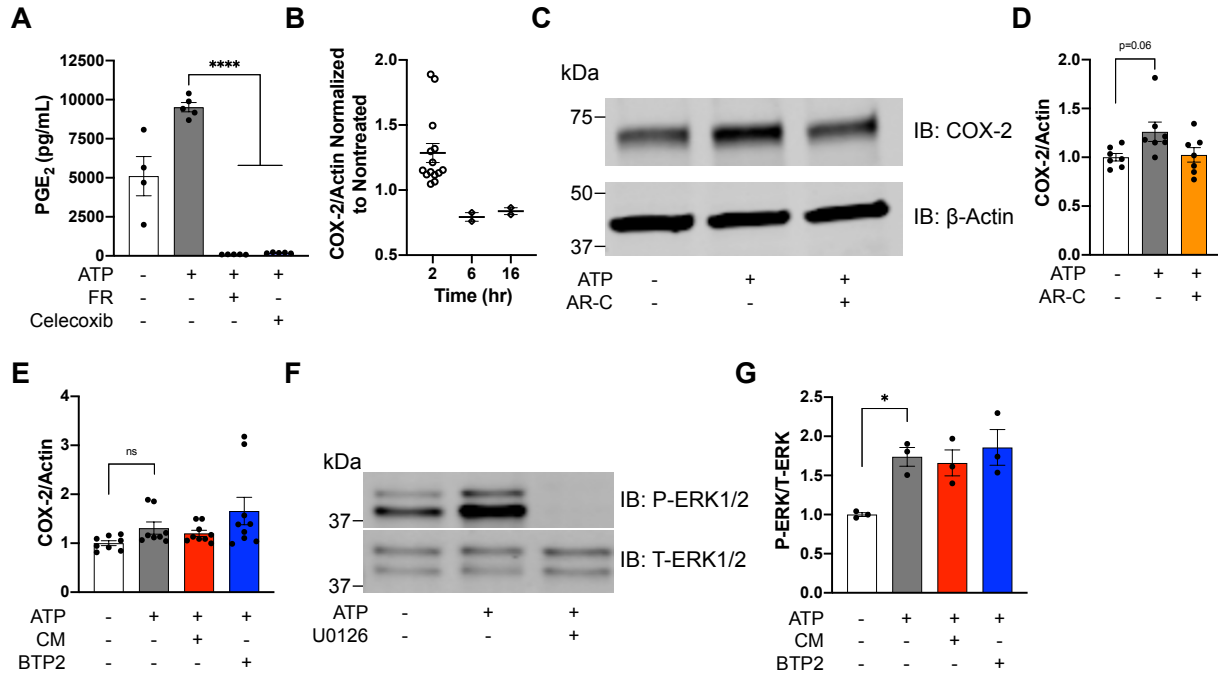 A
PGE2 (pg/mL)
12500
10000
7500
5000
2500
0
****
ATP - + + +
FR - - + -
Celecoxib - - - +
B
COX-2/Actin Normalized
to Nontreated
2.0
1.5
1.0
0.5
2 6 16
Time (hr)
C
kDa
75
IB: COX-2
50
IB: β-Actin
37
ATP - + +
AR-C - - +
D
p=0.06
COX-2/Actin
2.0
1.5
1.0
0.5
0.0
ATP - + +
AR-C - - +
E
COX-2/Actin
4
3
2
1
0
ns
ATP - + + +
CM - - + -
BTP2 - - - +
F
kDa
IB: P-ERK1/2
37
IB: T-ERK1/2
37
ATP - + +
U0126 - - +
G
P-ERK/T-ERK
2.5
2.0
1.5
1.0
0.5
0.0
*
ATP - + + +
CM - - + -
BTP2 - - - +